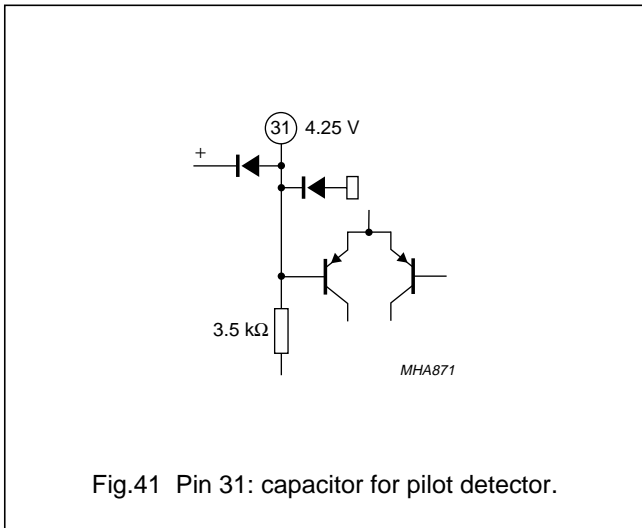 31 4.25 V
+
3.5 kΩ
MHA871
Fig.41 Pin 31: capacitor for pilot detector.